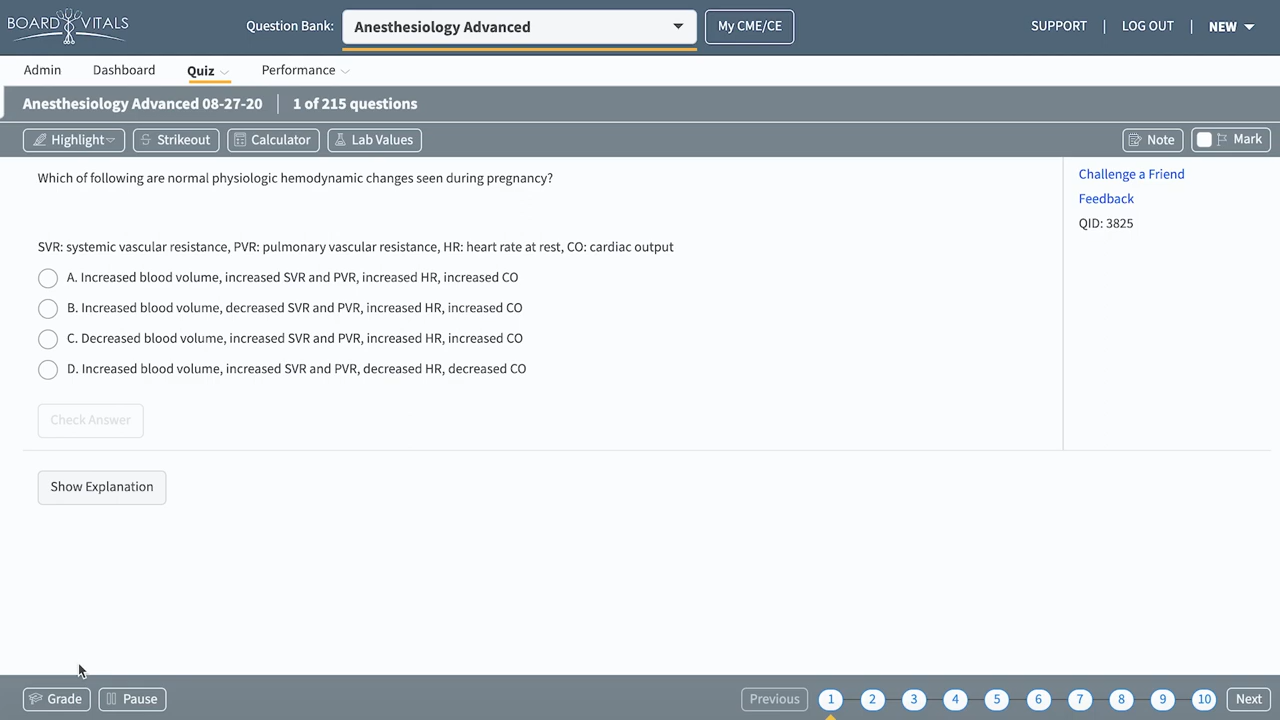 BOARD VITALS
Question Bank:
Anesthesiology Advanced
My CME/CE
SUPPORT
LOG OUT
NEW
Admin
Dashboard
Quiz
Performance
Anesthesiology Advanced 08-27-20
1 of 215 questions
Highlight
Strikeout
Calculator
Lab Values
Note
Mark
Which of following are normal physiologic hemodynamic changes seen during pregnancy?
SVR: systemic vascular resistance, PVR: pulmonary vascular resistance, HR: heart rate at rest, CO: cardiac output
A. Increased blood volume, increased SVR and PVR, increased HR, increased CO
B. Increased blood volume, decreased SVR and PVR, increased HR, increased CO
C. Decreased blood volume, increased SVR and PVR, increased HR, increased CO
D. Increased blood volume, increased SVR and PVR, decreased HR, decreased CO
Check Answer
Challenge a Friend
Feedback
QID: 3825
Show Explanation
Grade
Pause
Previous
1 2 3 4 5 6 7 8 9 10
Next